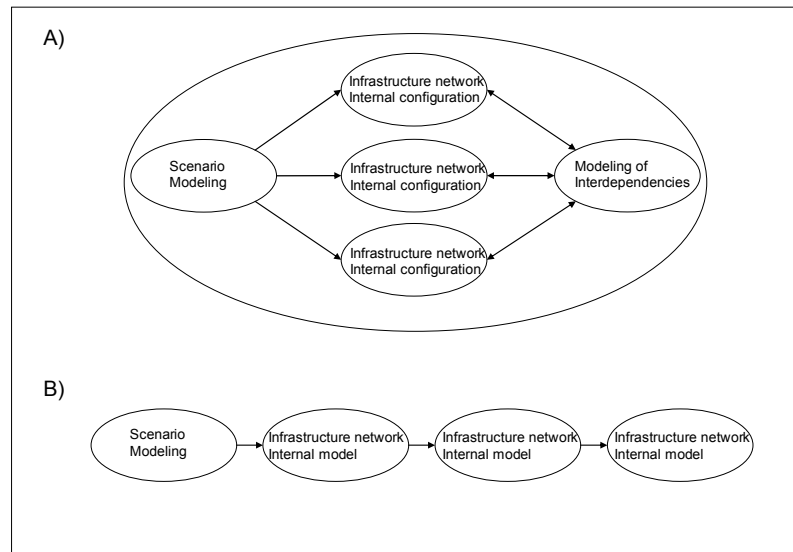 A)
Infrastructure network
Internal configuration
Scenario
Modeling
Infrastructure network
Internal configuration
Modeling of
Interdependencies
Infrastructure network
Internal configuration
B)
Scenario
Modeling
Infrastructure network
Internal model
Infrastructure network
Internal model
Infrastructure network
Internal model